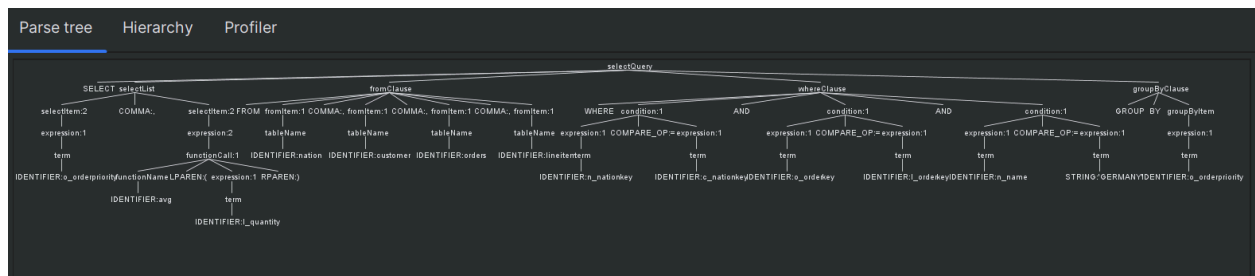 Parse tree Hierarchy Profiler
selectQuery
SELECT selectList fromClause whereClause groupByClause
selectItem:2 COMMA:, selectItem:2 FROM fromItem:1 COMMA:, fromItem:1 COMMA:, fromItem:1 COMMA:, fromItem:1 WHERE condition:1 AND condition:1 AND condition:1 GROUP BY groupByItem
expression:1 expression:2 tableName tableName tableName tableName expression:1 COMPARE_OP:= expression:1 expression:1 COMPARE_OP:= expression:1 expression:1 COMPARE_OP:= expression:1 expression:1
term functionCall:1 IDENTIFIER:nation IDENTIFIER:customer IDENTIFIER:orders IDENTIFIER:lineitem term term term term term term term
IDENTIFIER:o_orderpriority functionName LPAREN:( expression:1 RPAREN:) IDENTIFIER:n_nationkey IDENTIFIER:c_nationkey IDENTIFIER:o_orderkey IDENTIFIER:l_orderkey IDENTIFIER:n_name STRING:'GERMANY' IDENTIFIER:o_orderpriority
IDENTIFIER:avg term
IDENTIFIER:l_quantity